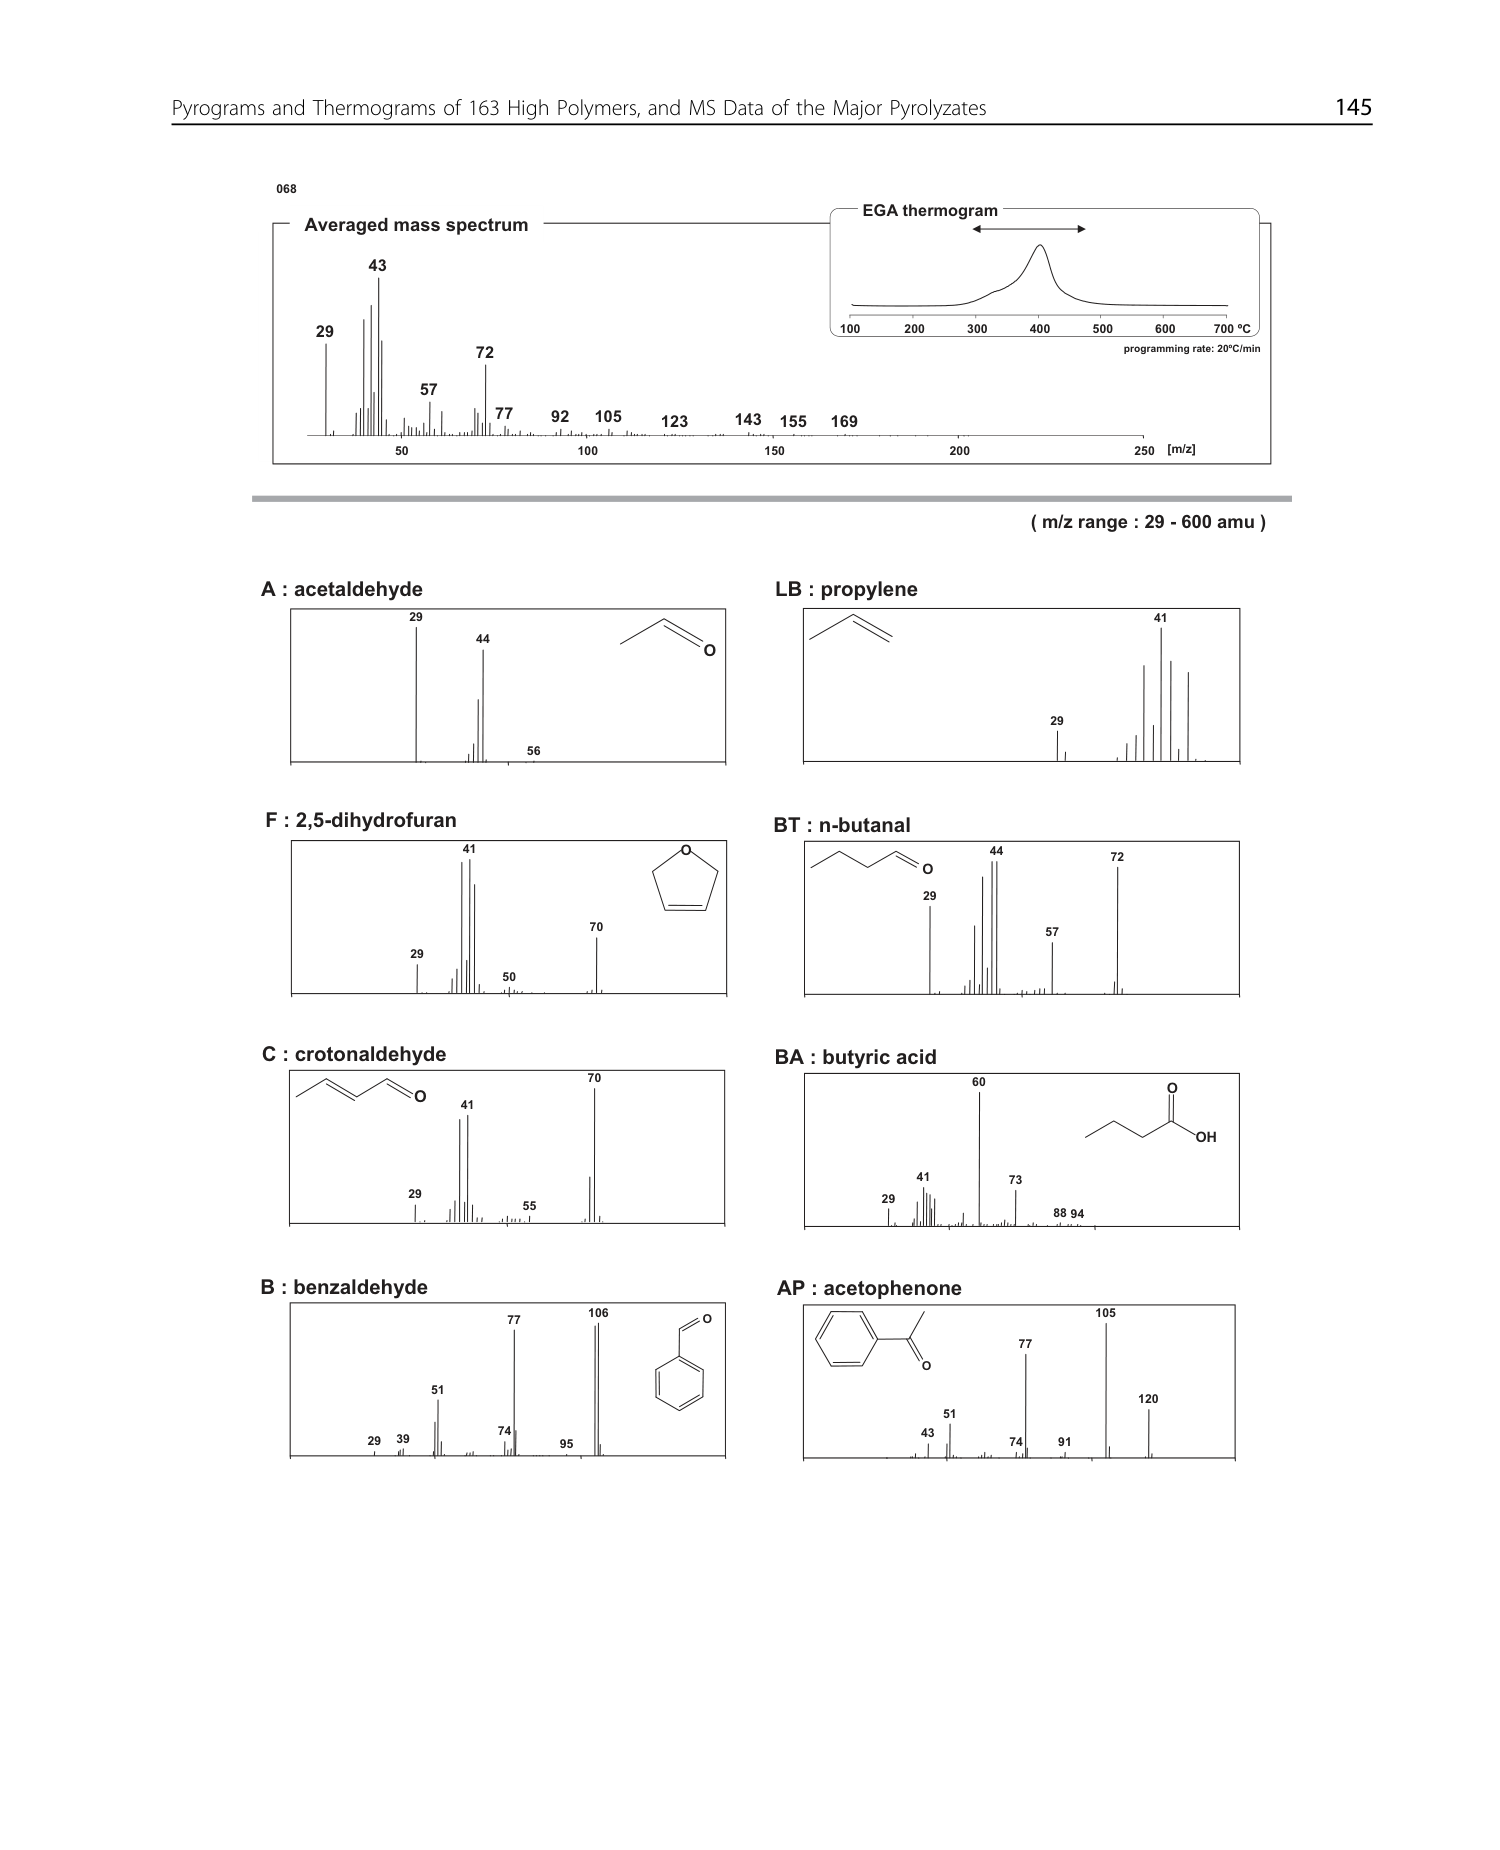 Pyrograms and Thermograms of 163 High Polymers, and MS Data of the Major Pyrolyzates 145
068
Averaged mass spectrum
EGA thermogram
43
29
72
57
77
92
105
123
143
155
169
50
100
150
200
250 [m/z]
100
200
300
400
500
600
700 ºC
programming rate: 20ºC/min
( m/z range : 29 - 600 amu )
A : acetaldehyde
29
44
56
O
LB : propylene
41
29
F : 2,5-dihydrofuran
41
29
50
70
O
BT : n-butanal
O
44
72
29
57
C : crotonaldehyde
O
70
41
29
55
BA : butyric acid
60
41
29
73
88 94
O
OH
B : benzaldehyde
106
77
51
29
39
74
95
O
AP : acetophenone
O
105
77
120
51
43
74
91